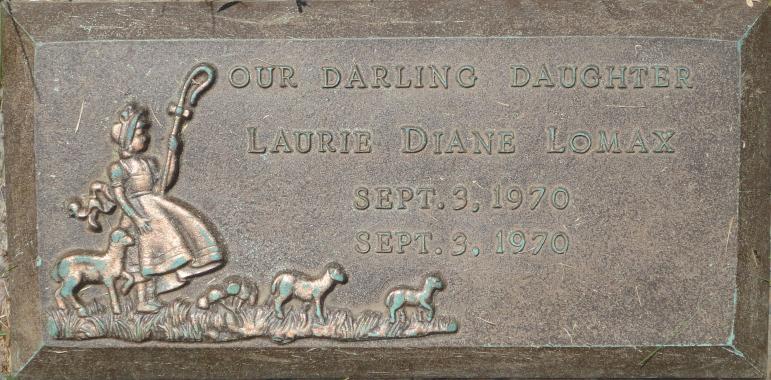 OUR DARLING DAUGHTER
LAURIE DIANE LOMAX
SEPT. 3, 1970
SEPT. 3, 1970